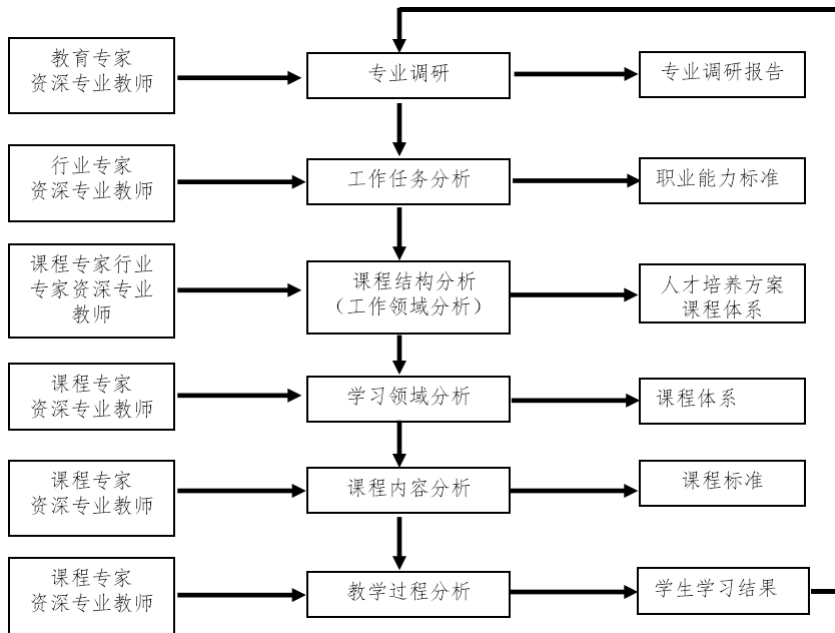 教育专家
资深专业教师
专业调研
专业调研报告
行业专家
资深专业教师
工作任务分析
职业能力标准
课程专家行业
专家资深专业
教师
课程结构分析
（工作领域分析）
人才培养方案
课程体系
课程专家
资深专业教师
学习领域分析
课程体系
课程专家
资深专业教师
课程内容分析
课程标准
课程专家
资深专业教师
教学过程分析
学生学习结果